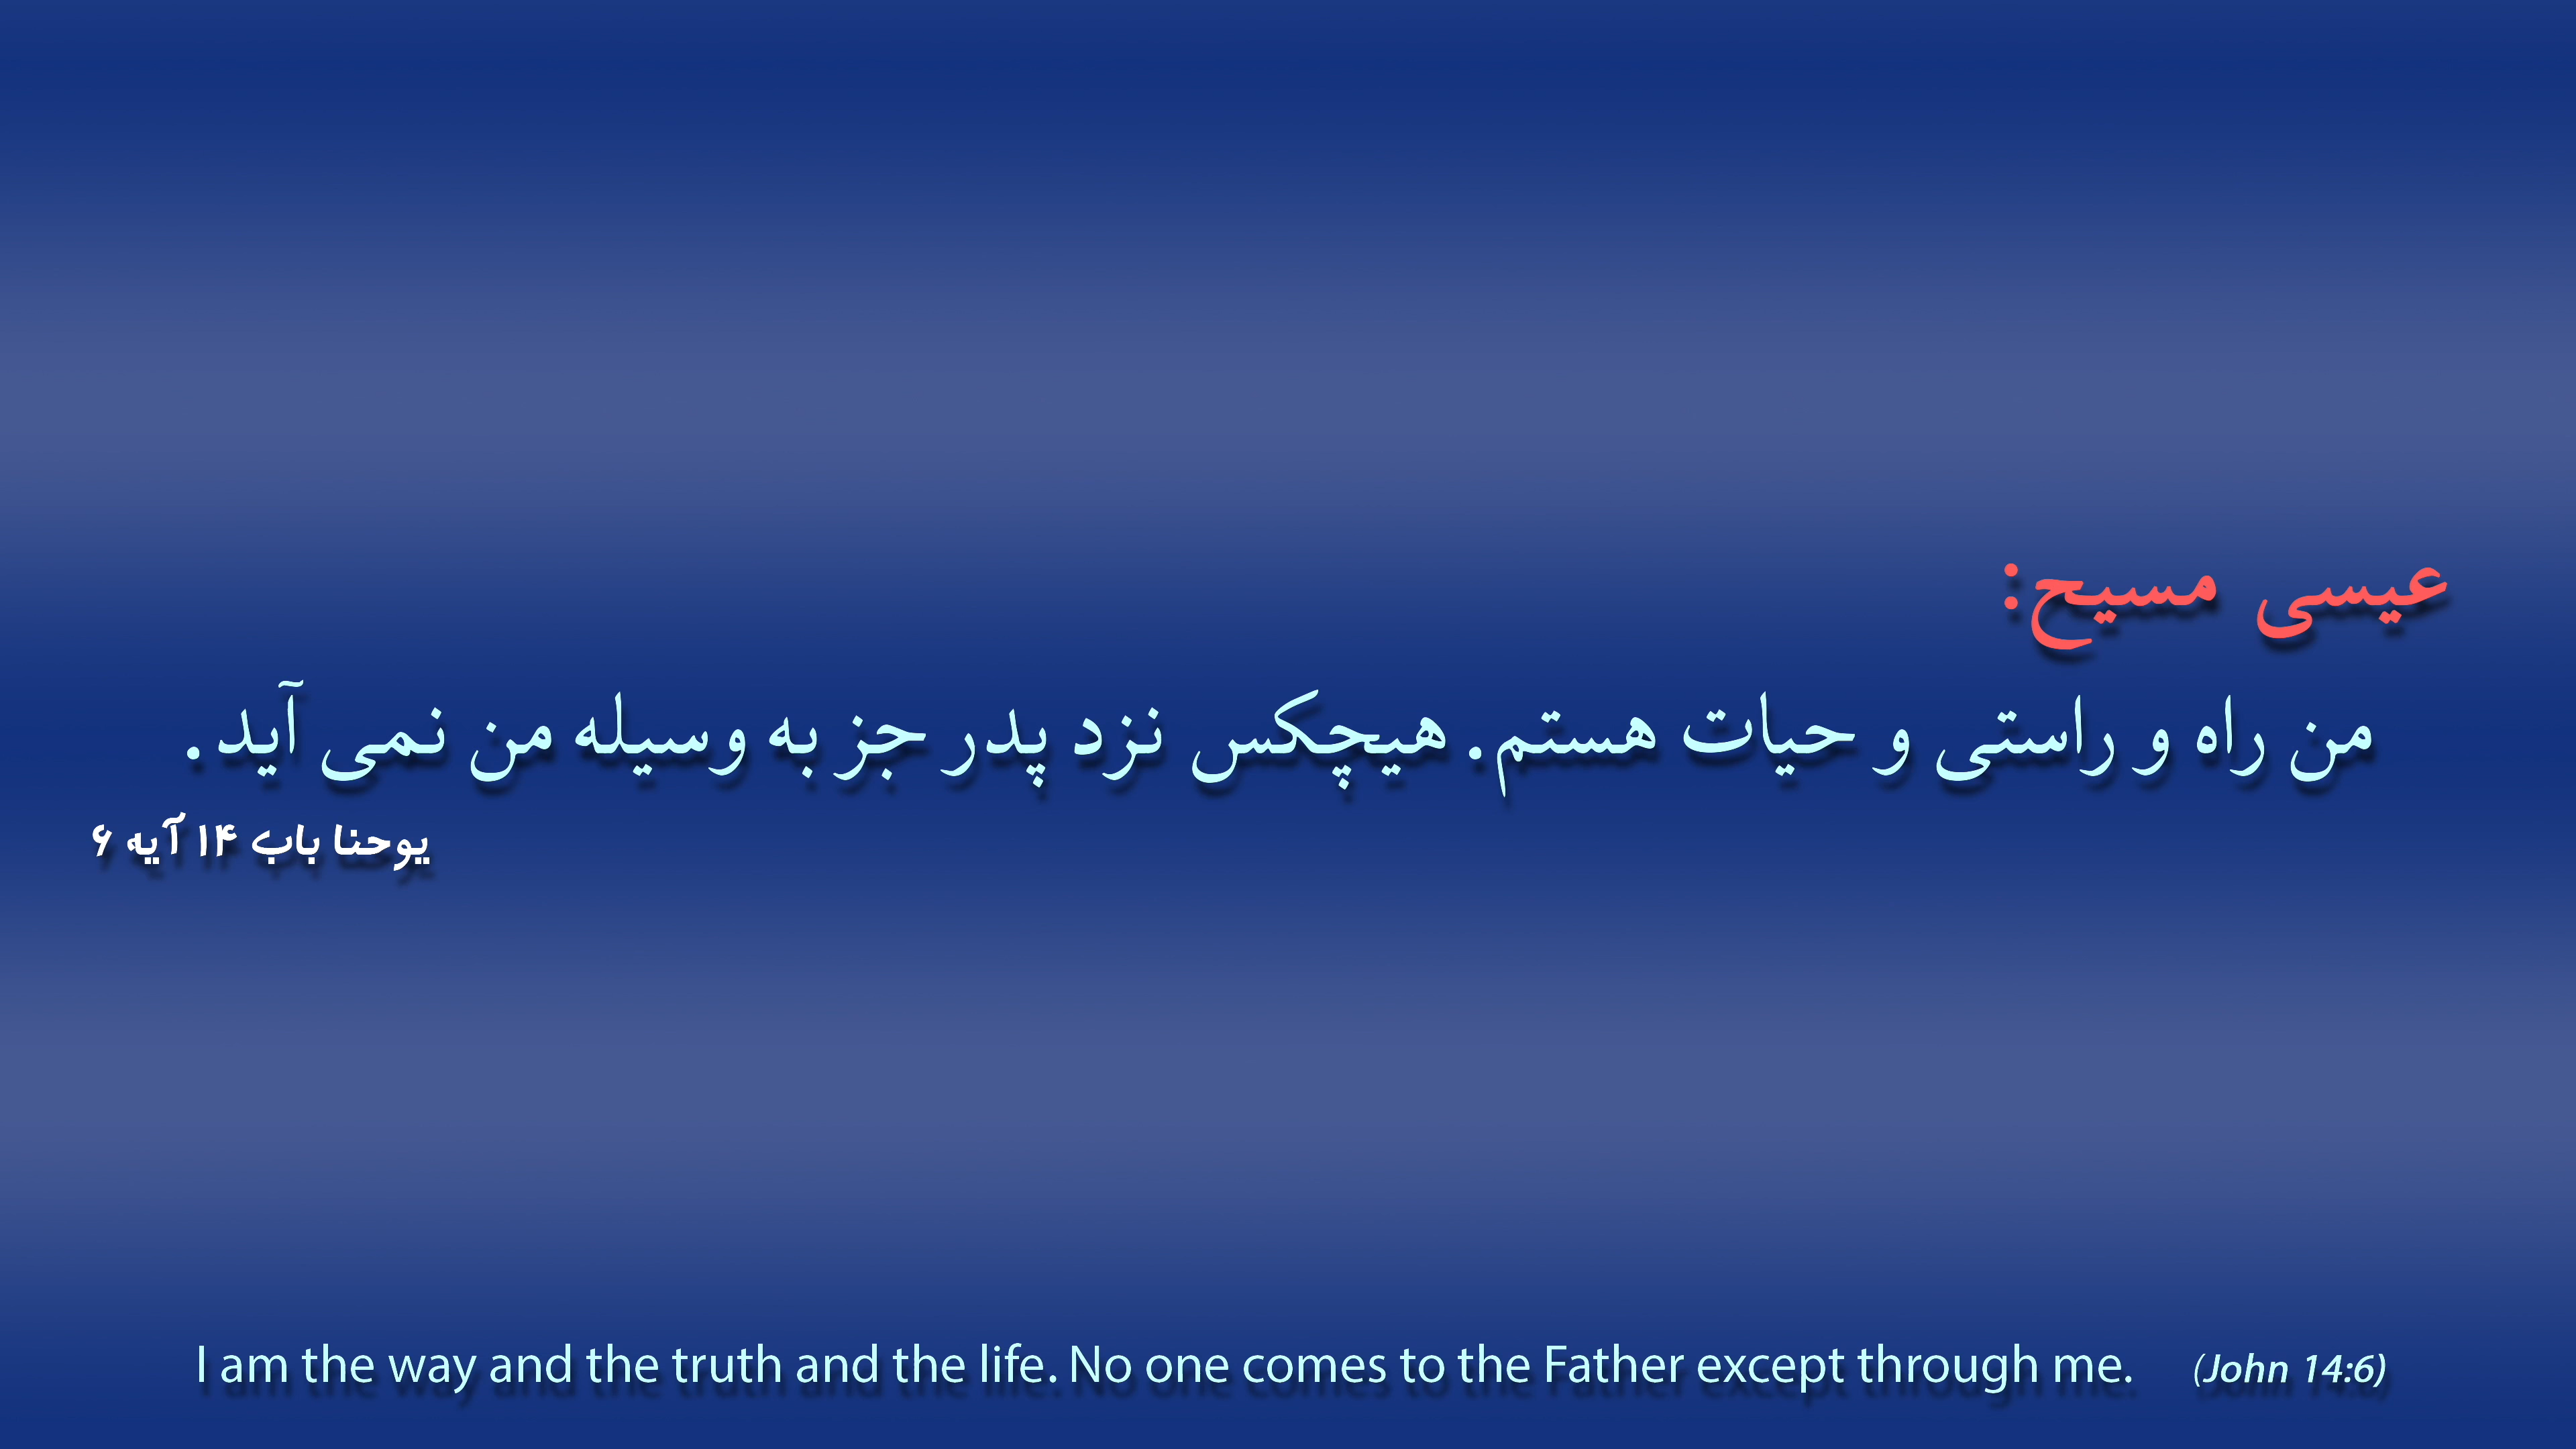 عیسی مسیح:
من راه و راستی و حیات هستم. هیچکس نزد پدر جز به وسیله من نمی آید.
یوحنا باب ۱۴ آیه ۶
I am the way and the truth and the life. No one comes to the Father except through me. (John 14:6)